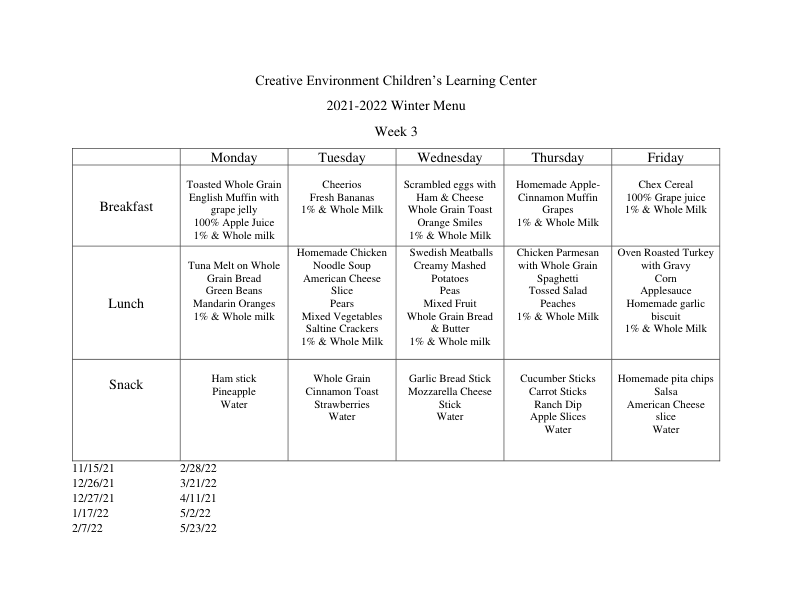 Creative Environment Children's Learning Center
2021-2022 Winter Menu
Week 3
Monday
Tuesday
Wednesday
Thursday
Friday
Breakfast
Toasted Whole Grain
English Muffin with
grape jelly
100% Apple Juice
1% & Whole milk
Cheerios
Fresh Bananas
1% & Whole Milk
Scrambled eggs with
Ham & Cheese
Whole Grain Toast
Orange Smiles
1% & Whole Milk
Homemade Apple-
Cinnamon Muffin
Grapes
1% & Whole Milk
Chex Cereal
100% Grape juice
1% & Whole Milk
Lunch
Tuna Melt on Whole
Grain Bread
Green Beans
Mandarin Oranges
1% & Whole milk
Homemade Chicken
Noodle Soup
American Cheese
Slice
Pears
Mixed Vegetables
Saltine Crackers
1% & Whole Milk
Swedish Meatballs
Creamy Mashed
Potatoes
Peas
Mixed Fruit
Whole Grain Bread
& Butter
1% & Whole milk
Chicken Parmesan
with Whole Grain
Spaghetti
Tossed Salad
Peaches
1% & Whole Milk
Oven Roasted Turkey
with Gravy
Corn
Applesauce
Homemade garlic
biscuit
1% & Whole Milk
Snack
Ham stick
Pineapple
Water
Whole Grain
Cinnamon Toast
Strawberries
Water
Garlic Bread Stick
Mozzarella Cheese
Stick
Water
Cucumber Sticks
Carrot Sticks
Ranch Dip
Apple Slices
Water
Homemade pita chips
Salsa
American Cheese
slice
Water
11/15/21 2/28/22
12/26/21 3/21/22
12/27/21 4/11/21
1/17/22 5/2/22
2/7/22 5/23/22